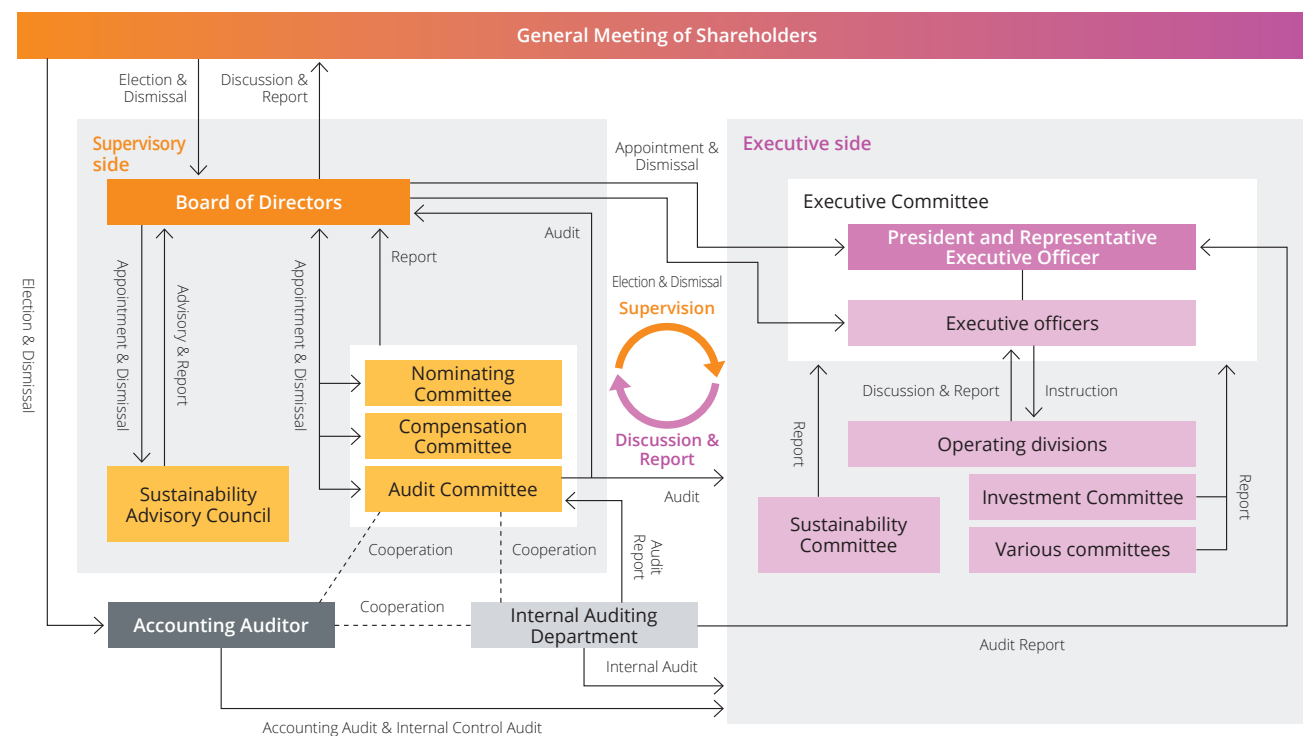 General Meeting of Shareholders
Election &
Dismissal
Discussion &
Report
Supervisory
side
Board of Directors
Appointment &
Dismissal
Executive side
Executive Committee
President and Representative
Executive Officer
Audit
Report
Election & Dismissal
Appointment & Dismissal
Advisory & Report
Appointment & Dismissal
Election & Dismissal
Supervision
Executive officers
Nominating
Committee
Compensation
Committee
Audit Committee
Discussion &
Report
Audit
Discussion & Report
Instruction
Operating divisions
Report
Investment Committee
Various committees
Report
Sustainability
Committee
Sustainability
Advisory Council
Cooperation
Cooperation
Audit
Report
Cooperation
Accounting Auditor
Internal Auditing
Department
Audit Report
Internal Audit
Accounting Audit & Internal Control Audit